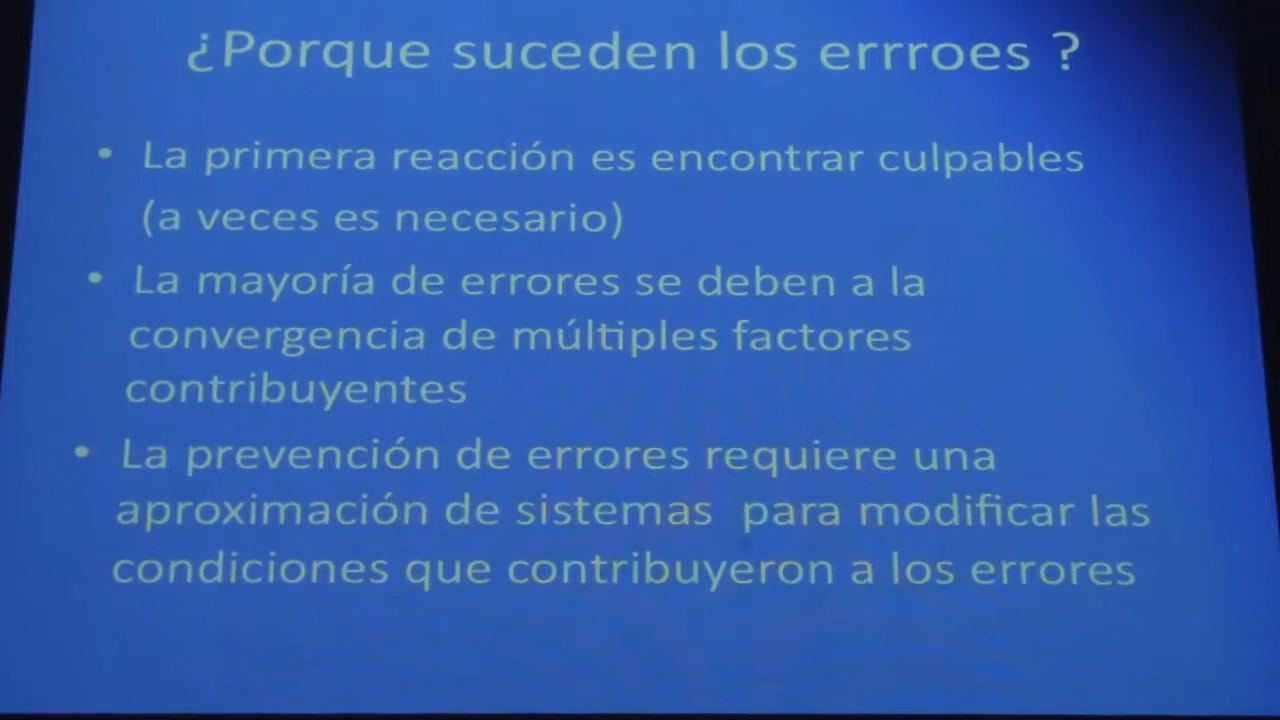 ¿Porque suceden los errroes ?
• La primera reacción es encontrar culpables
(a veces es necesario)
• La mayoría de errores se deben a la
convergencia de múltiples factores
contribuyentes
• La prevención de errores requiere una
aproximación de sistemas para modificar las
condiciones que contribuyeron a los errores